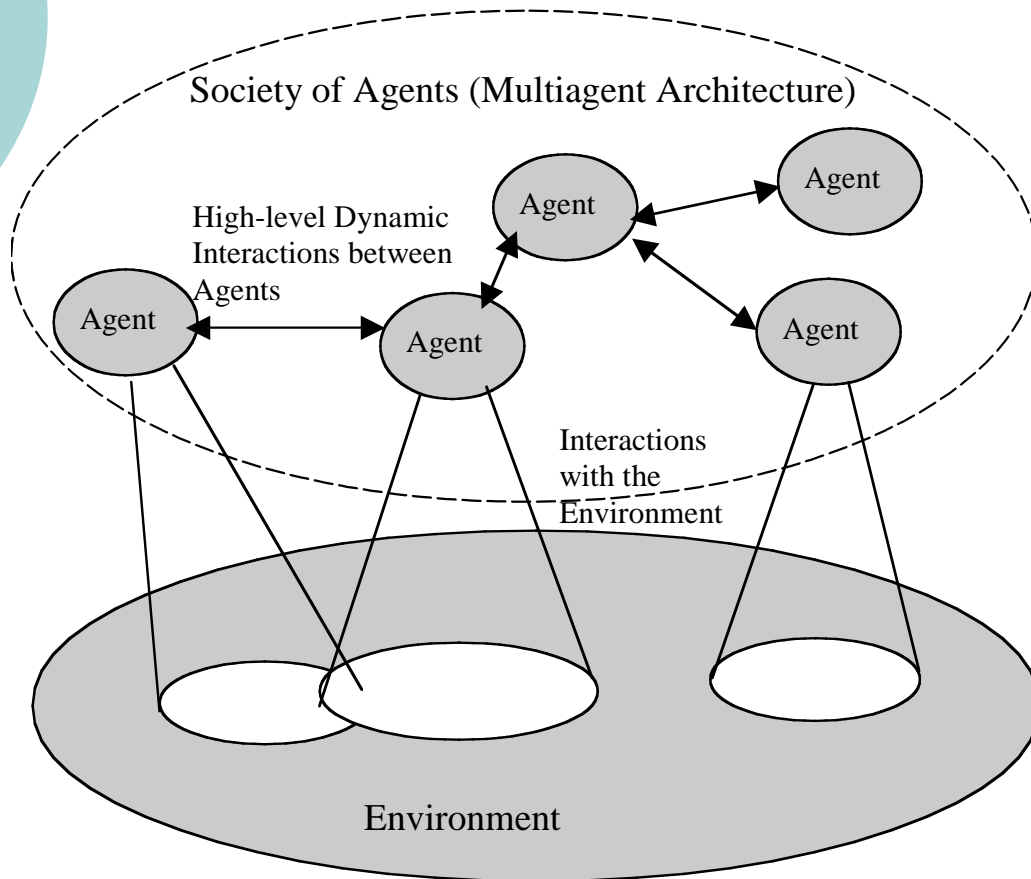 Society of Agents (Multiagent Architecture)
Agent
Agent
High-level Dynamic
Interactions between
Agents
Agent
Agent
Agent
Interactions
with the
Environment
Environment